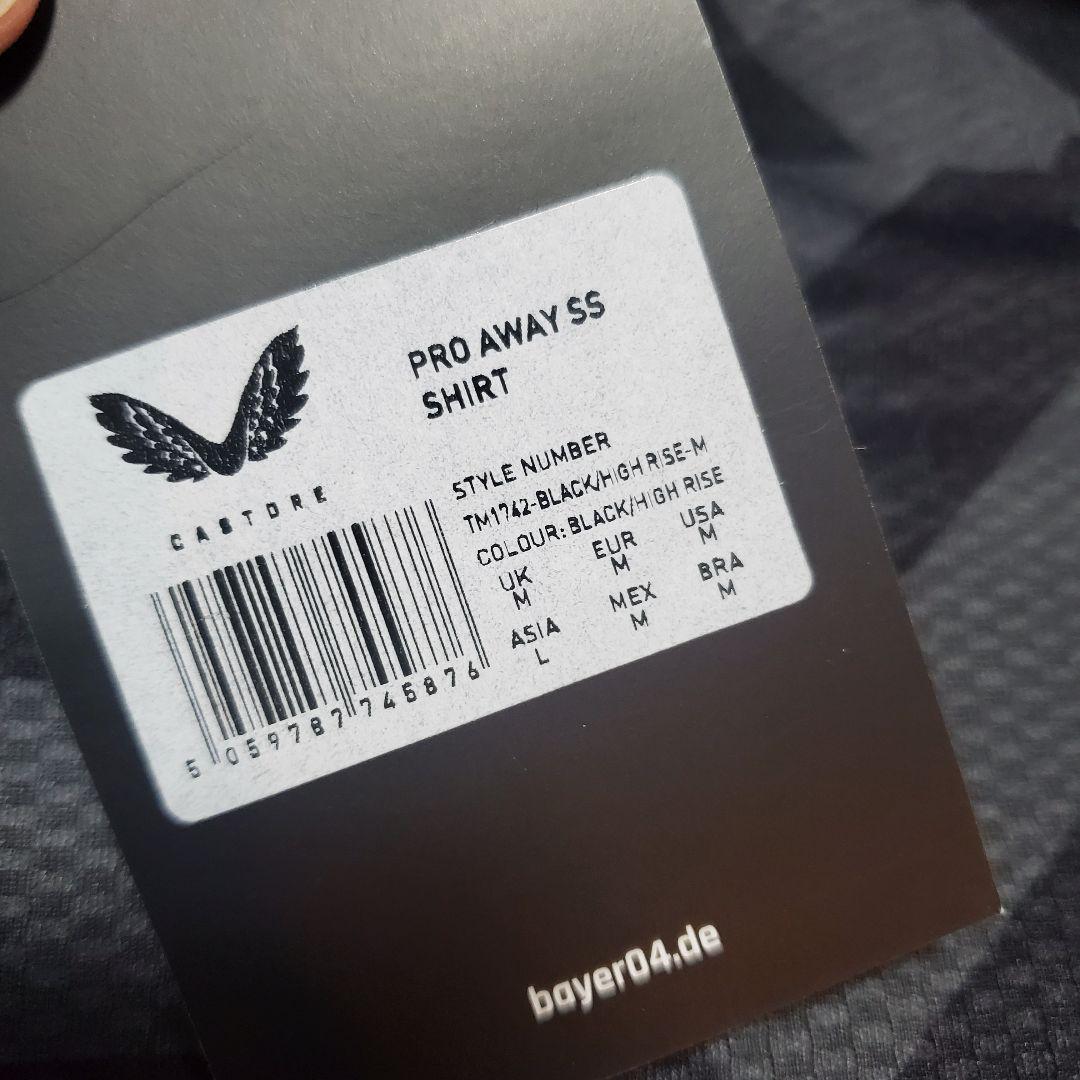 PRO AWAY SS
SHIRT
CASTORE
STYLE NUMBER
TM1742-BLACK/HIGH RISE-M
COLOUR: BLACK/HIGH RISE
UK EUR USA
M M M
ASIA MEX BRA
L M M
5 059787 745876
bayer04.de